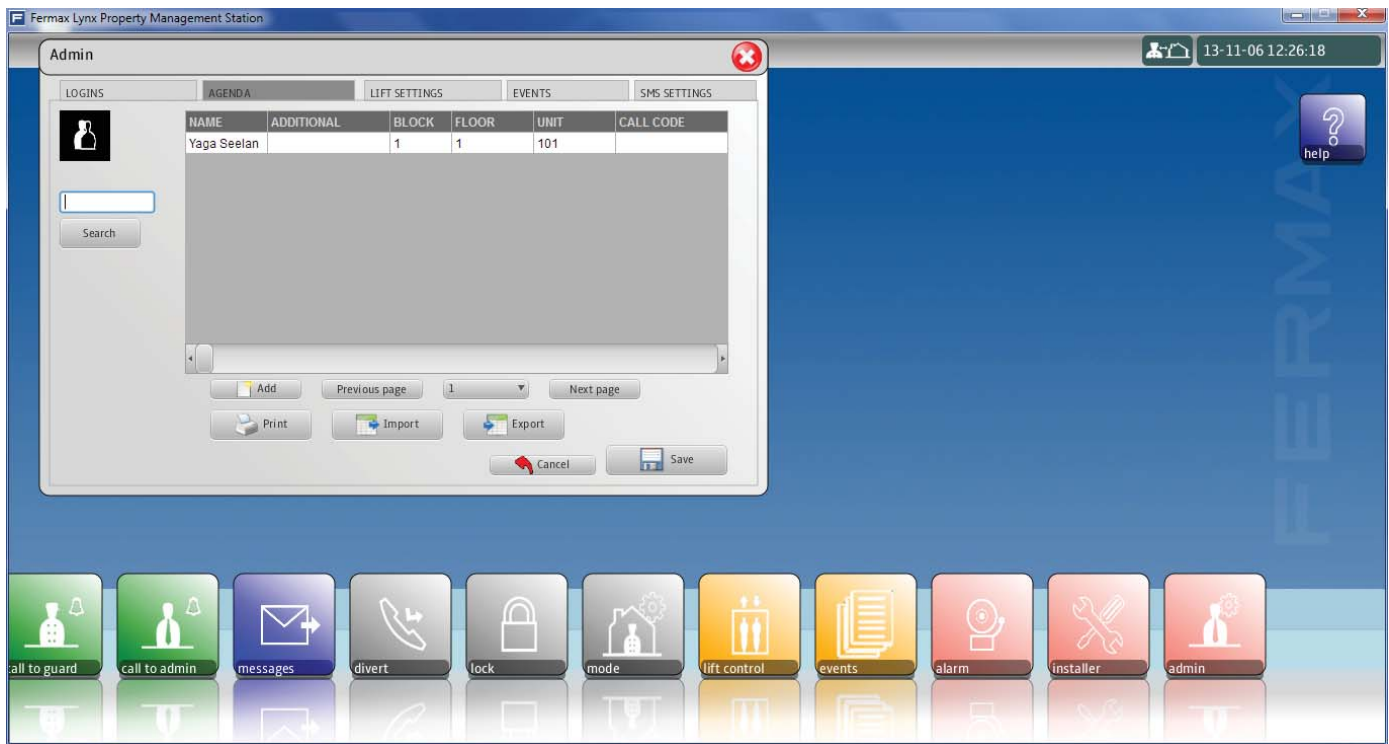 Fermax Lynx Property Management Station
Admin
13-11-06 12:26:18
LOGINS AGENDA LIFT SETTINGS EVENTS SMS SETTINGS
NAME ADDITIONAL BLOCK FLOOR UNIT CALL CODE
Yaga Seelan 1 1 101
help
Search
Add Previous page 1 Next page
Print Import Export
Cancel Save
FERMAX
call to guard call to admin messages divert lock mode lift control events alarm installer admin